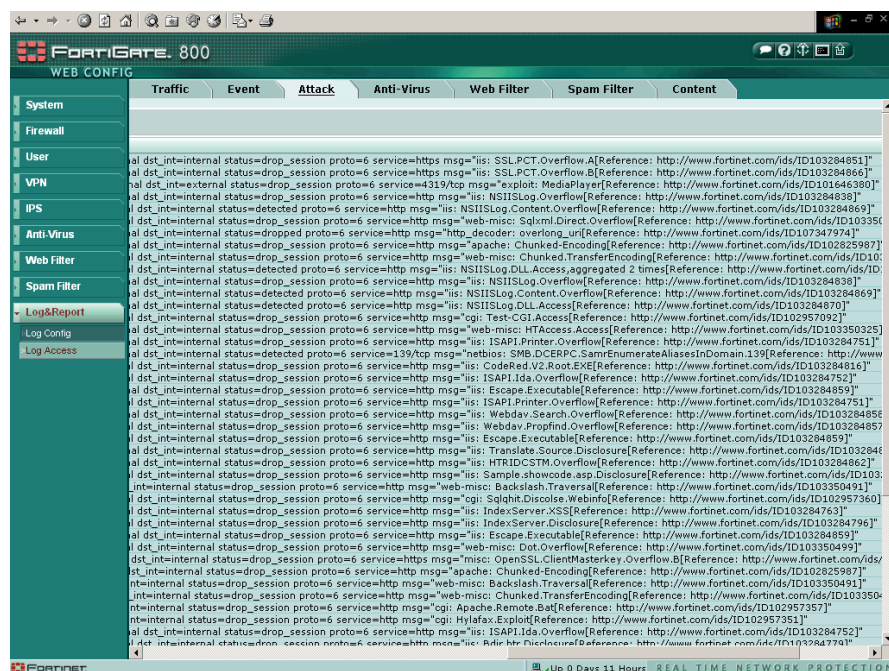 FORTIGATE. 800
WEB CONFIG
Traffic Event Attack Anti-Virus Web Filter Spam Filter Content
System
Firewall
User
VPN
IPS
Anti-Virus
Web Filter
Spam Filter
Log&Report
Log Config
Log Access
al dst_int=internal status=drop_session proto=6 service=https msg="iis: SSL.PCT.Overflow.A[Reference: http://www.fortinet.com/ids/ID103284851]"
al dst_int=internal status=drop_session proto=6 service=https msg="iis: SSL.PCT.Overflow.B[Reference: http://www.fortinet.com/ids/ID103284866]"
nal dst_int=external status=drop_session proto=6 service=4319/tcp msg="exploit: MediaPlayer[Reference: http://www.fortinet.com/ids/ID101646380]"
al dst_int=internal status=drop_session proto=6 service=http msg="iis: NSIISLog.Overflow[Reference: http://www.fortinet.com/ids/ID103284838]"
al dst_int=internal status=detected proto=6 service=http msg="iis: NSIISLog.Content.Overflow[Reference: http://www.fortinet.com/ids/ID103284869]"
al dst_int=internal status=drop_session proto=6 service=http msg="web-misc: Sqlxml.Direct.Overflow[Reference: http://www.fortinet.com/ids/ID103350
al dst_int=internal status=dropped proto=6 service=http msg="http_decoder: overlong_uri[Reference: http://www.fortinet.com/ids/ID107347974]"
al dst_int=internal status=drop_session proto=6 service=http msg="apache: Chunked-Encoding[Reference: http://www.fortinet.com/ids/ID102825987]"
al dst_int=internal status=drop_session proto=6 service=http msg="web-misc: Chunked.TransferEncoding[Reference: http://www.fortinet.com/ids/ID103
al dst_int=internal status=detected proto=6 service=http msg="iis: NSIISLog.DLL.Access,aggregated 2 times[Reference: http://www.fortinet.com/ids/ID
al dst_int=internal status=drop_session proto=6 service=http msg="iis: NSIISLog.Overflow[Reference: http://www.fortinet.com/ids/ID103284838]"
al dst_int=internal status=detected proto=6 service=http msg="iis: NSIISLog.Content.Overflow[Reference: http://www.fortinet.com/ids/ID103284869]"
al dst_int=internal status=detected proto=6 service=http msg="iis: NSIISLog.DLL.Access[Reference: http://www.fortinet.com/ids/ID103284870]"
al dst_int=internal status=drop_session proto=6 service=http msg="cgi: Test-CGI.Access[Reference: http://www.fortinet.com/ids/ID102957092]"
al dst_int=internal status=drop_session proto=6 service=http msg="web-misc: HTAccess.Access[Reference: http://www.fortinet.com/ids/ID103350325]
al dst_int=internal status=drop_session proto=6 service=http msg="iis: ISAPI.Printer.Overflow[Reference: http://www.fortinet.com/ids/ID103284751]"
al dst_int=internal status=detected proto=6 service=139/tcp msg="netbios: SMB.DCERPC.SamrEnumerateAliasesInDomain.139[Reference: http://www
al dst_int=internal status=drop_session proto=6 service=http msg="iis: CodeRed.V2.Root.EXE[Reference: http://www.fortinet.com/ids/ID103284816]"
al dst_int=internal status=drop_session proto=6 service=http msg="iis: ISAPI.Ida.Overflow[Reference: http://www.fortinet.com/ids/ID103284752]"
al dst_int=internal status=drop_session proto=6 service=http msg="iis: Escape.Executable[Reference: http://www.fortinet.com/ids/ID103284859]"
al dst_int=internal status=drop_session proto=6 service=http msg="iis: ISAPI.Printer.Overflow[Reference: http://www.fortinet.com/ids/ID103284751]"
al dst_int=internal status=drop_session proto=6 service=http msg="iis: Webdav.Search.Overflow[Reference: http://www.fortinet.com/ids/ID103284858
al dst_int=internal status=drop_session proto=6 service=http msg="iis: Webdav.Propfind.Overflow[Reference: http://www.fortinet.com/ids/ID103284857
al dst_int=internal status=drop_session proto=6 service=http msg="iis: Escape.Executable[Reference: http://www.fortinet.com/ids/ID103284859]"
al dst_int=internal status=drop_session proto=6 service=http msg="iis: Translate.Source.Disclosure[Reference: http://www.fortinet.com/ids/ID1032848
al dst_int=internal status=drop_session proto=6 service=http msg="iis: HTRIDCSTM.Overflow[Reference: http://www.fortinet.com/ids/ID103284862]"
al dst_int=internal status=drop_session proto=6 service=http msg="iis: Sample.showcode.asp.Disclosure[Reference: http://www.fortinet.com/ids/ID103
_int=internal status=drop_session proto=6 service=http msg="web-misc: Backslash.Traversal[Reference: http://www.fortinet.com/ids/ID103350491]"
al dst_int=internal status=drop_session proto=6 service=http msg="cgi: Sqlqhit.Discolse.Webinfo[Reference: http://www.fortinet.com/ids/ID102957360]
al dst_int=internal status=drop_session proto=6 service=http msg="iis: IndexServer.XSS[Reference: http://www.fortinet.com/ids/ID103284763]"
al dst_int=internal status=drop_session proto=6 service=http msg="iis: IndexServer.Disclosure[Reference: http://www.fortinet.com/ids/ID103284796]"
al dst_int=internal status=drop_session proto=6 service=http msg="iis: Escape.Executable[Reference: http://www.fortinet.com/ids/ID103284859]"
al dst_int=internal status=drop_session proto=6 service=http msg="web-misc: Dot.Overflow[Reference: http://www.fortinet.com/ids/ID103350499]"
dst_int=internal status=drop_session proto=6 service=https msg="misc: OpenSSL.ClientMasterkey.Overflow.B[Reference: http://www.fortinet.com/ids/
lst_int=internal status=drop_session proto=6 service=http msg="apache: Chunked-Encoding[Reference: http://www.fortinet.com/ids/ID102825987]"
nt=internal status=drop_session proto=6 service=http msg="web-misc: Backslash.Traversal[Reference: http://www.fortinet.com/ids/ID103350491]"
_int=internal status=drop_session proto=6 service=http msg="web-misc: Chunked.TransferEncoding[Reference: http://www.fortinet.com/ids/ID1033504
nt=internal status=drop_session proto=6 service=http msg="cgi: Apache.Remote.Bat[Reference: http://www.fortinet.com/ids/ID102957357]"
nt=internal status=drop_session proto=6 service=http msg="cgi: Hylafax.Exploit[Reference: http://www.fortinet.com/ids/ID102957351]"
al dst_int=internal status=drop_session proto=6 service=http msg="iis: ISAPI.Ida.Overflow[Reference: http://www.fortinet.com/ids/ID103284752]"
al dst_int=internal status=drop_session proto=6 service=http msg="iis: Bdir.htr.Disclosure[Reference: http://www.fortinet.com/ids/ID103284779]"
FORTINET Up 0 Days 11 Hours REAL TIME NETWORK PROTECTION